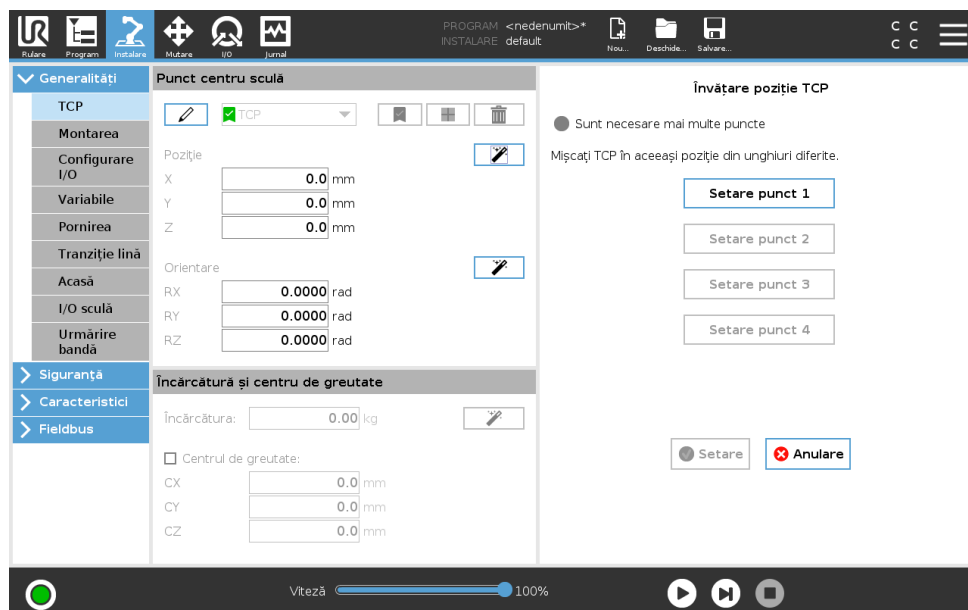 UR
PROGRAM <nedenumit>*
INSTALARE default
C C
C C
Rulare Program Instalare Mutare I/O Jurnal Nou... Deschide... Salvare...
Generalități
TCP
Montarea
Configurare
I/O
Variabile
Pornirea
Tranziție lină
Acasă
I/O sculă
Urmărire
bandă
Siguranță
Caracteristici
Fieldbus
Punct centru sculă
TCP
Poziție
X 0.0 mm
Y 0.0 mm
Z 0.0 mm
Orientare
RX 0.0000 rad
RY 0.0000 rad
RZ 0.0000 rad
Încărcătură și centru de greutate
Încărcătura: 0.00 kg
Centrul de greutate:
CX 0.0 mm
CY 0.0 mm
CZ 0.0 mm
Învățare poziție TCP
Sunt necesare mai multe puncte
Mișcați TCP în aceeași poziție din unghiuri diferite.
Setare punct 1
Setare punct 2
Setare punct 3
Setare punct 4
Setare Anulare
Viteză 100%